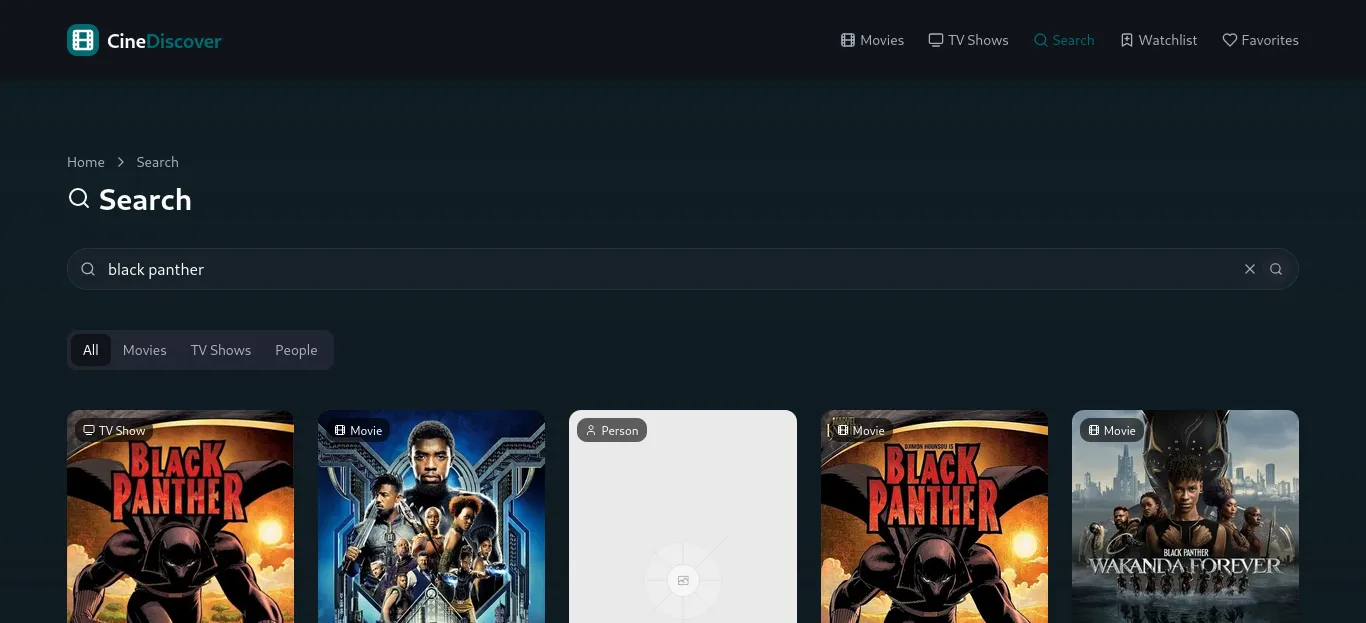 CineDiscover
Movies
TV Shows
Search
Watchlist
Favorites
Home
Search
Search
black panther
All
Movies
TV Shows
People
TV Show
BLACK
PANTHER
Movie
Person
Movie
DJIMON HOUNSOU IS
BLACK
PANTHER
Movie
BLACK PANTHER
WAKANDA FOREVER